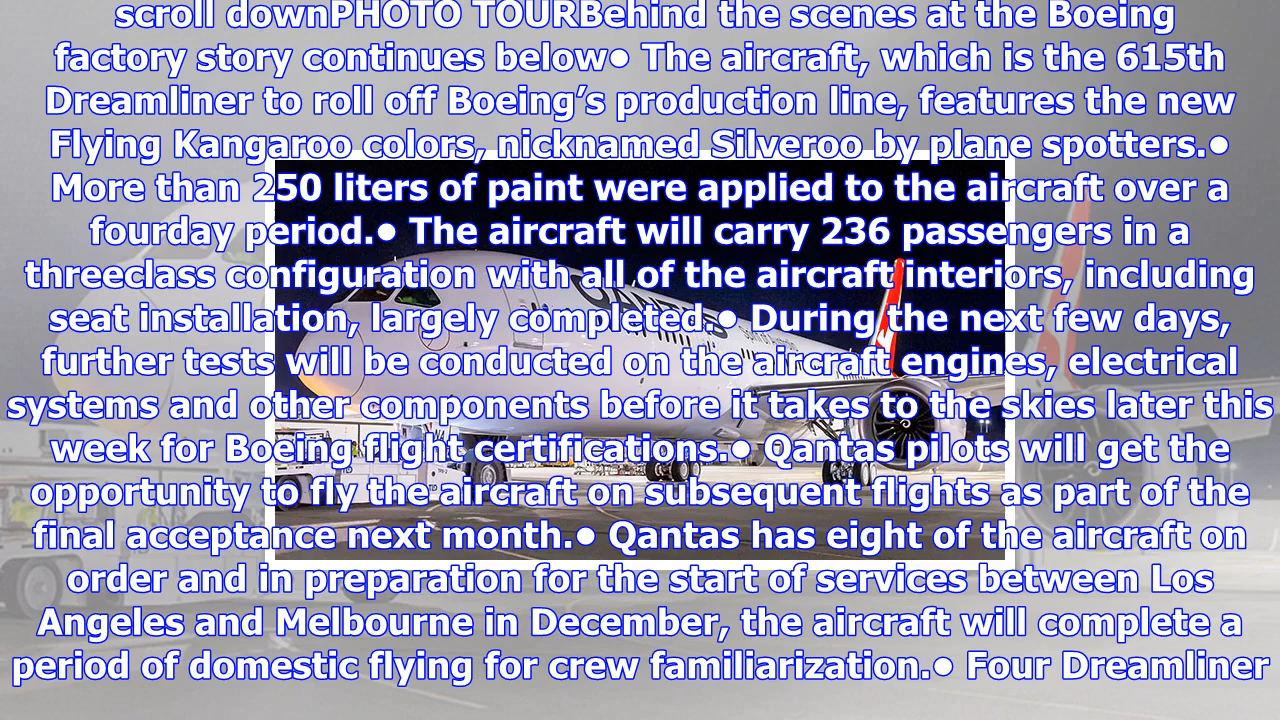 scroll downPHOTO TOURBehind the scenes at the Boeing
factory story continues below● The aircraft, which is the 615th
Dreamliner to roll off Boeing’s production line, features the new
Flying Kangaroo colors, nicknamed Silveroo by plane spotters.●
More than 250 liters of paint were applied to the aircraft over a
fourday period.● The aircraft will carry 236 passengers in a
threeclass configuration with all of the aircraft interiors, including
seat installation, largely completed.● During the next few days,
further tests will be conducted on the aircraft engines, electrical
systems and other components before it takes to the skies later this
week for Boeing flight certifications.● Qantas pilots will get the
opportunity to fly the aircraft on subsequent flights as part of the
final acceptance next month.● Qantas has eight of the aircraft on
order and in preparation for the start of services between Los
Angeles and Melbourne in December, the aircraft will complete a
period of domestic flying for crew familiarization.● Four Dreamliner